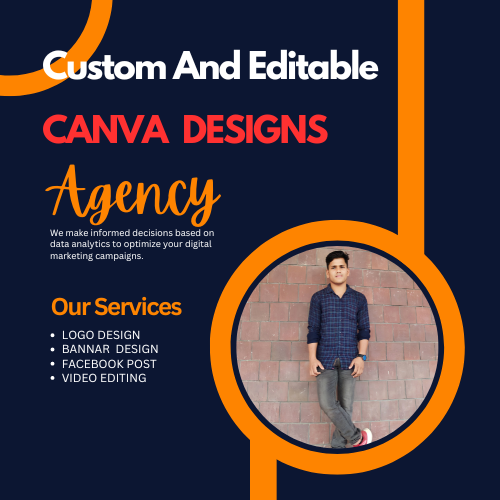 Custom And Editable
CANVA DESIGNS
Agency
We make informed decisions based on
data analytics to optimize your digital
marketing campaigns.
Our Services
• LOGO DESIGN
• BANNAR DESIGN
• FACEBOOK POST
• VIDEO EDITING